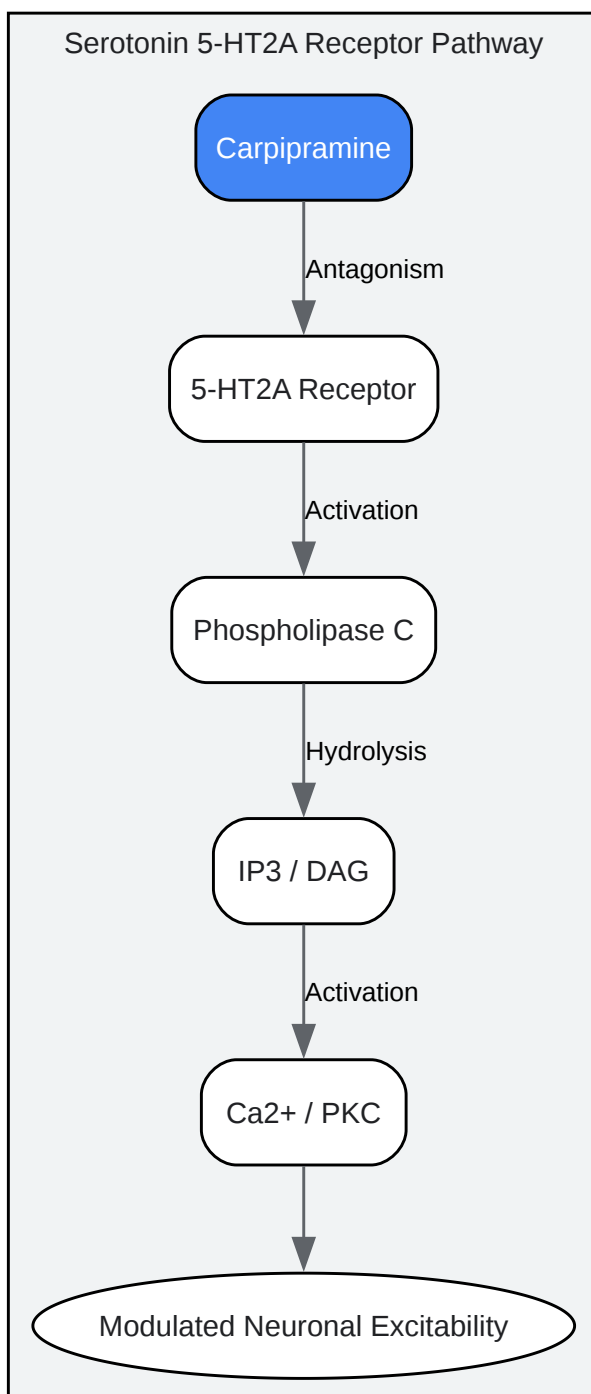 Serotonin 5-HT2A Receptor Pathway
Carpipramine
Antagonism
5-HT2A Receptor
Activation
Phospholipase C
Hydrolysis
IP3 / DAG
Activation
Ca2+ / PKC
Modulated Neuronal Excitability